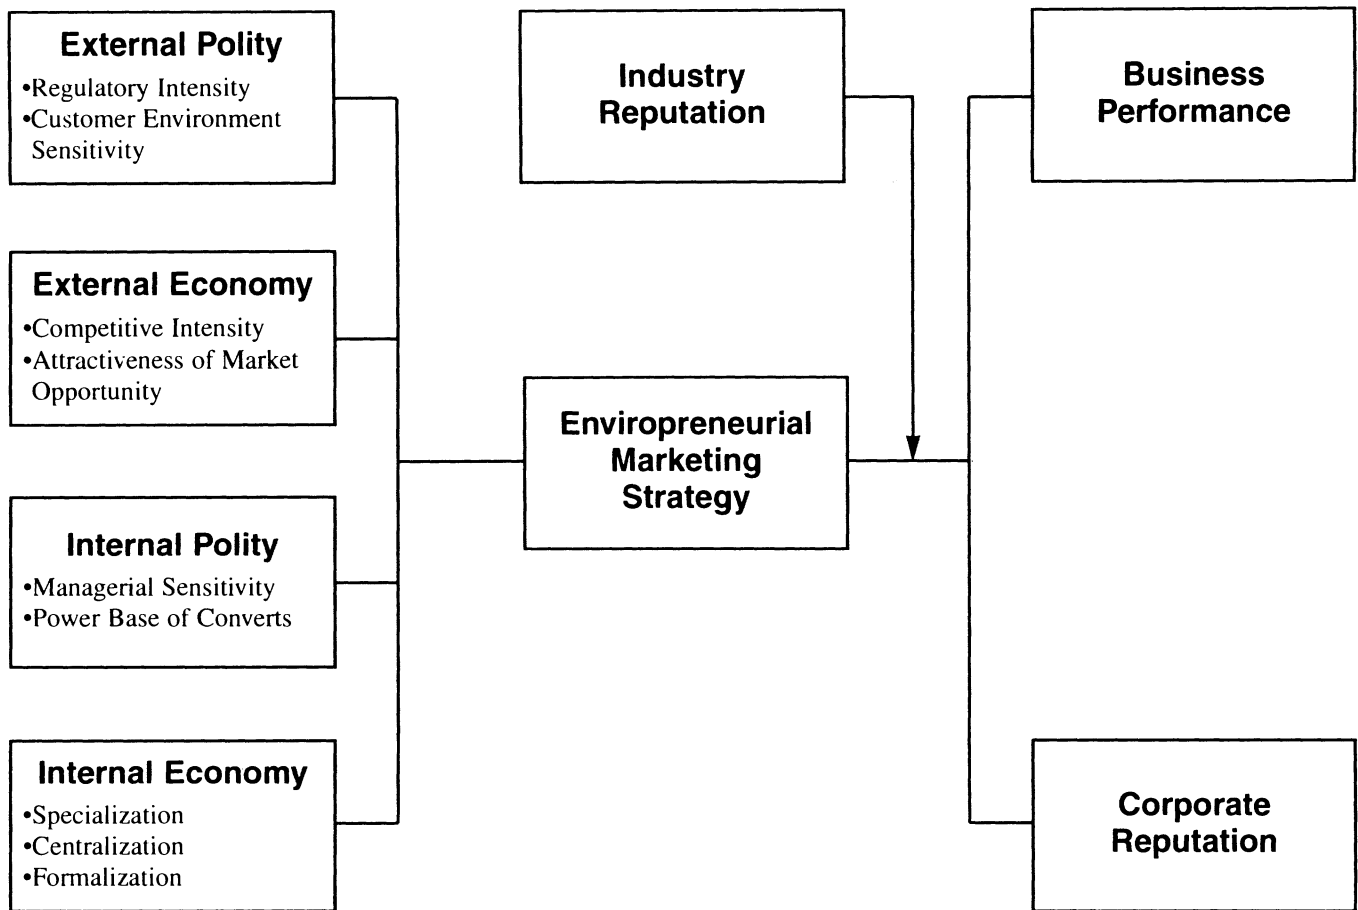 External Polity
•Regulatory Intensity
•Customer Environment
Sensitivity
External Economy
•Competitive Intensity
•Attractiveness of Market
Opportunity
Internal Polity
•Managerial Sensitivity
•Power Base of Converts
Internal Economy
•Specialization
•Centralization
•Formalization
Industry
Reputation
Enviropreneurial
Marketing
Strategy
Business
Performance
Corporate
Reputation